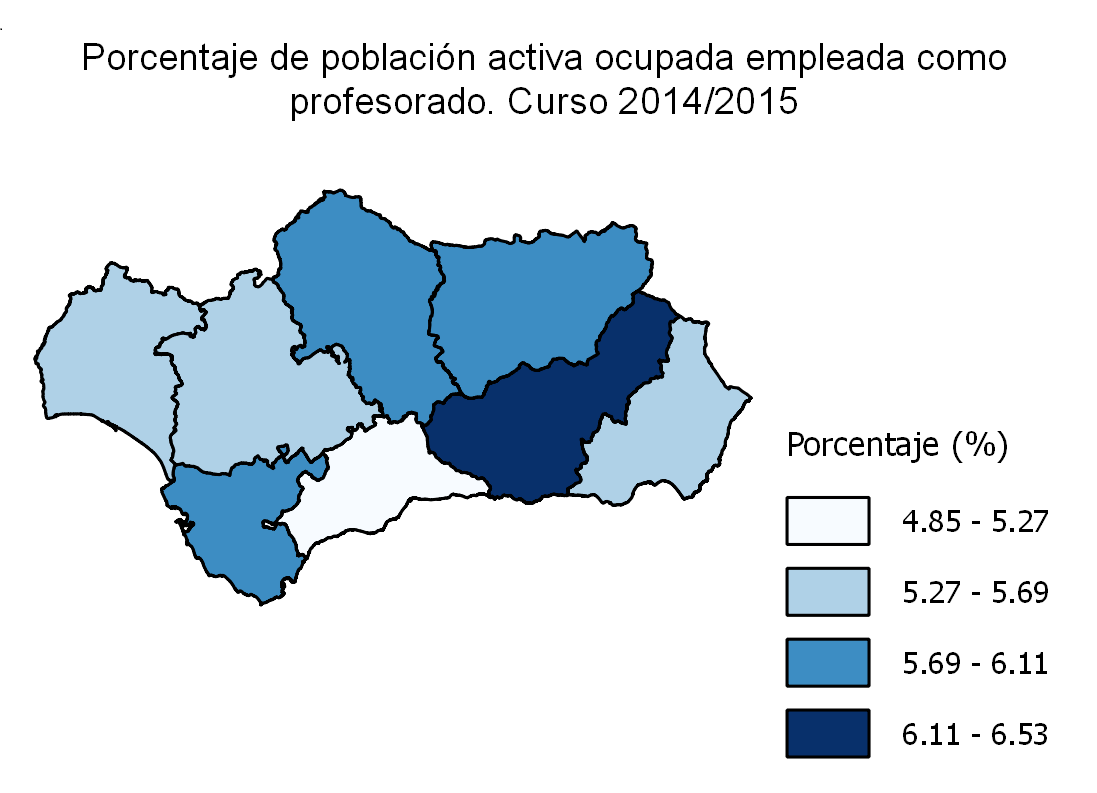 Porcentaje de población activa ocupada empleada como
profesorado. Curso 2014/2015
Porcentaje (%)
4.85 - 5.27
5.27 - 5.69
5.69 - 6.11
6.11 - 6.53